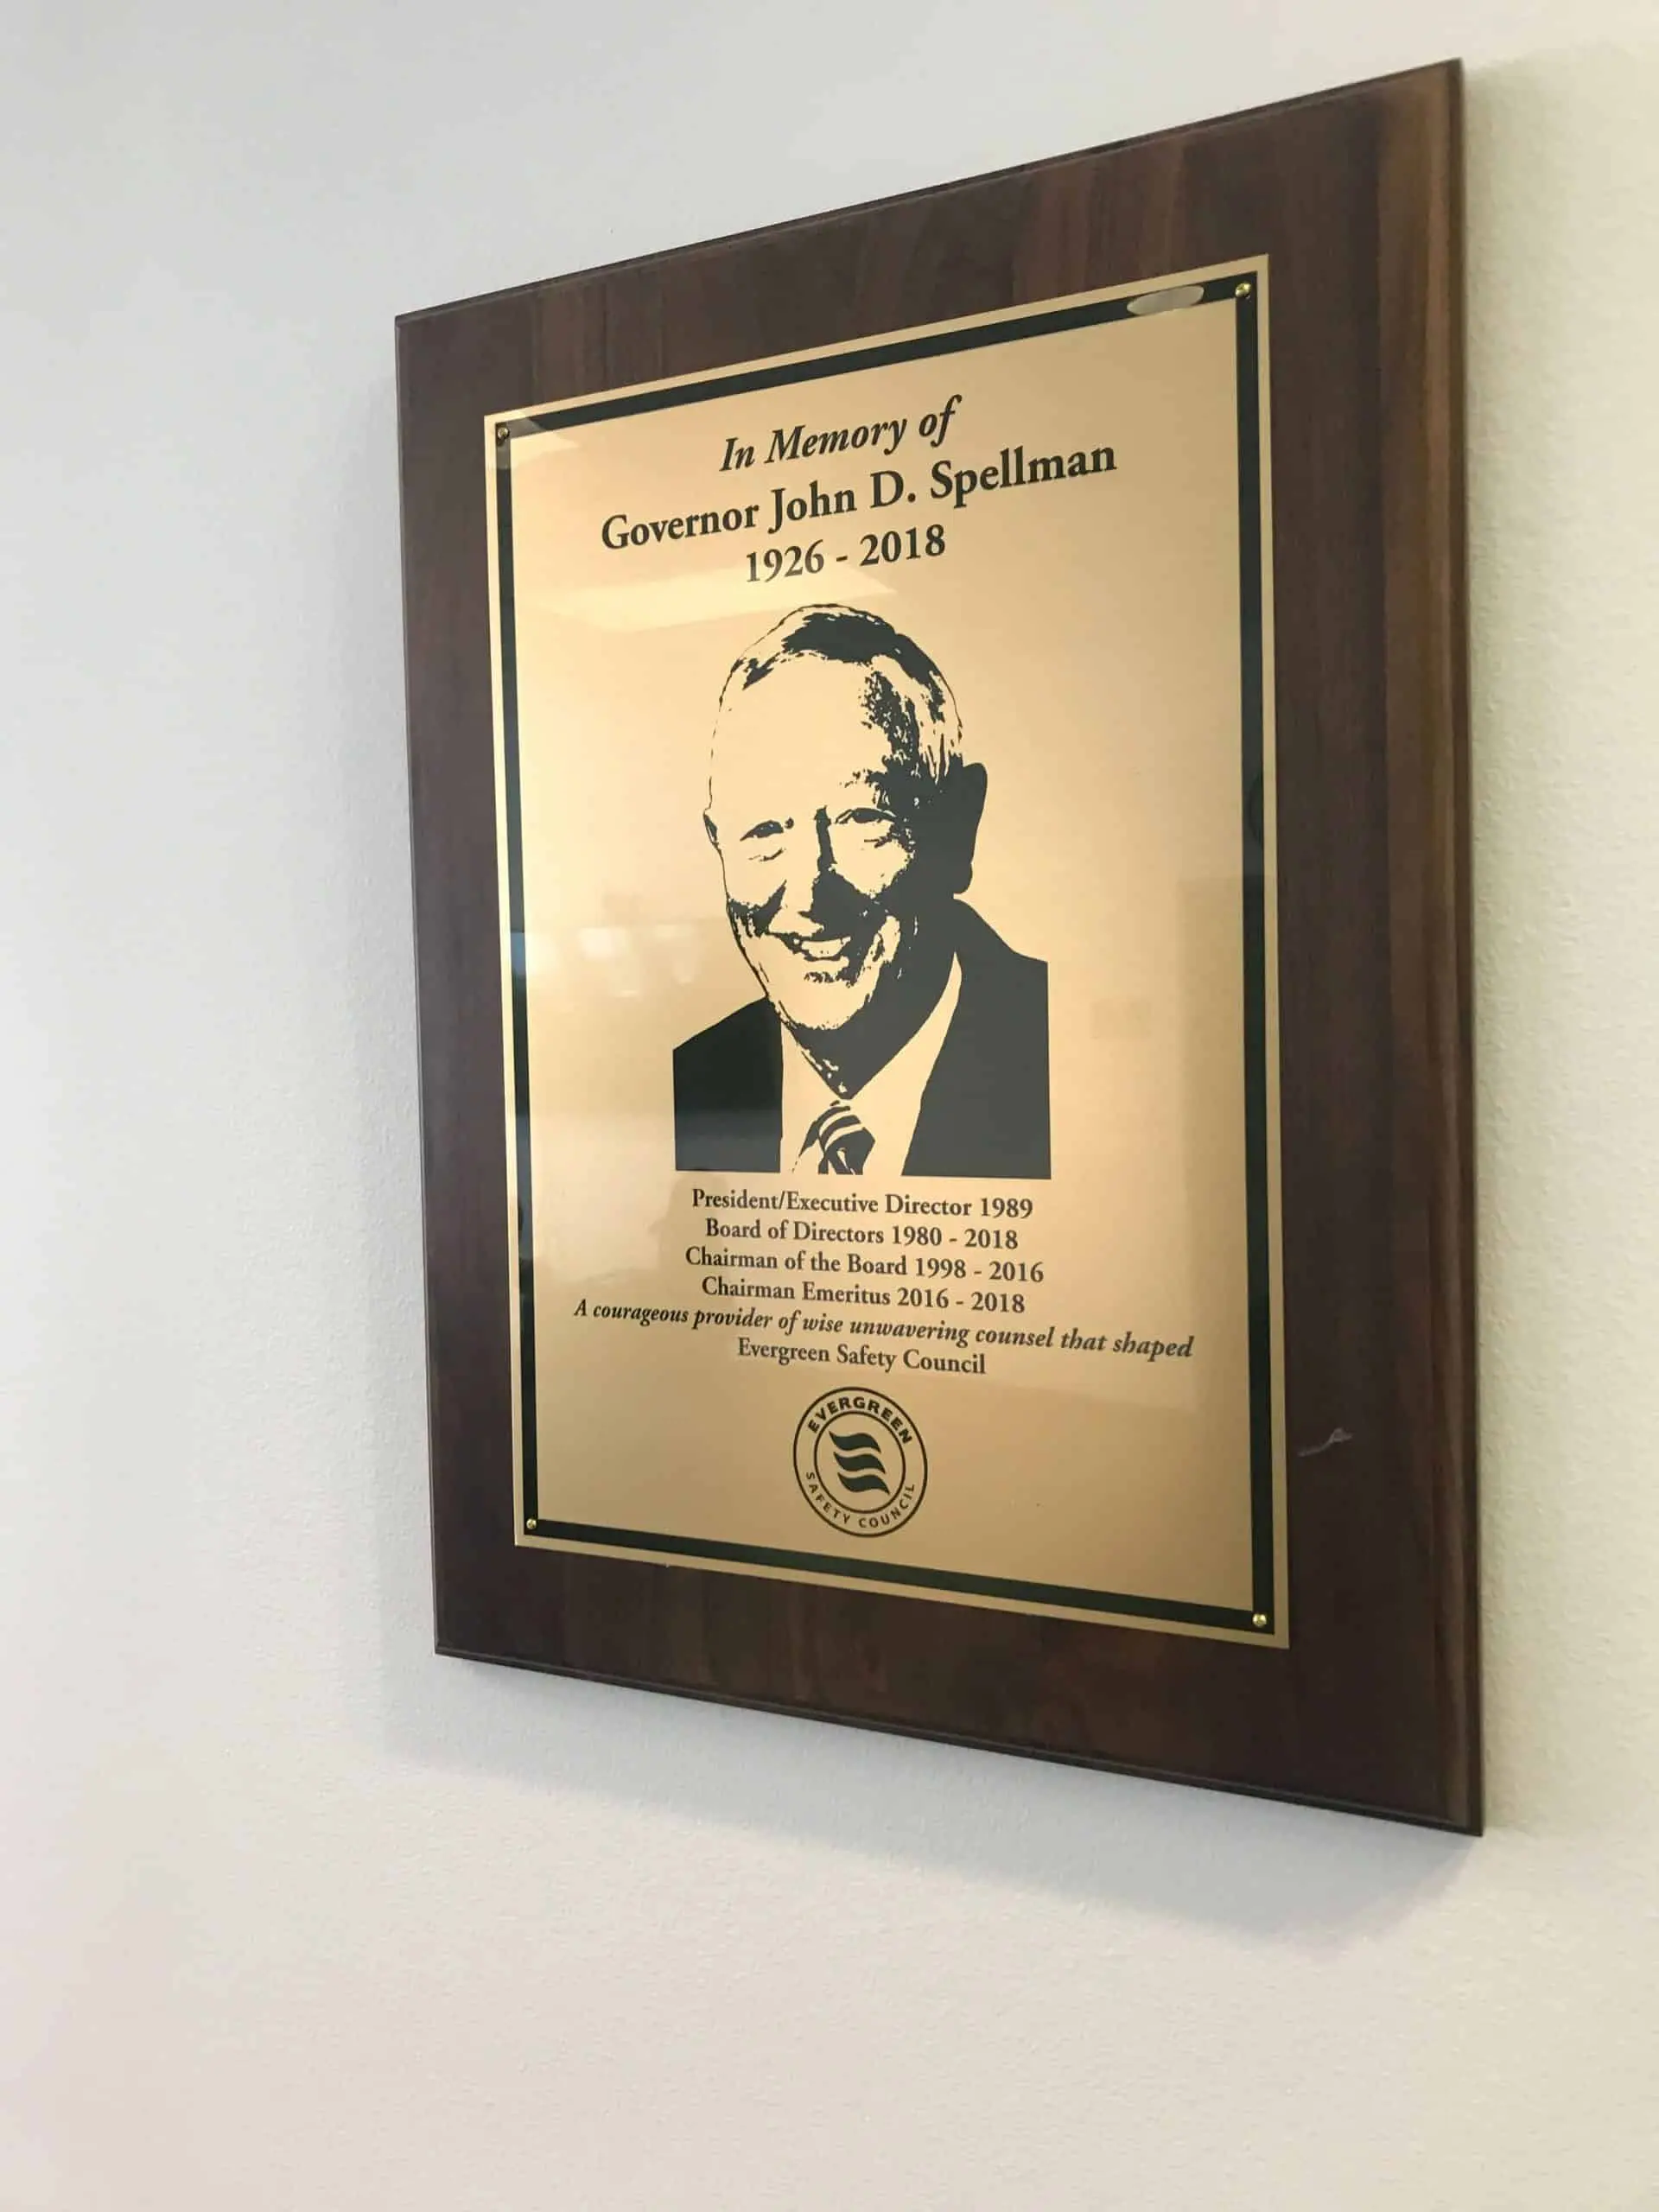 In Memory of
Governor John D. Spellman
1926 - 2018
President/Executive Director 1989
Board of Directors 1980 - 2018
Chairman of the Board 1998 - 2016
Chairman Emeritus 2016 - 2018
A courageous provider of wise unwavering counsel that shaped
Evergreen Safety Council
EVERGREEN
SAFETY COUNCIL